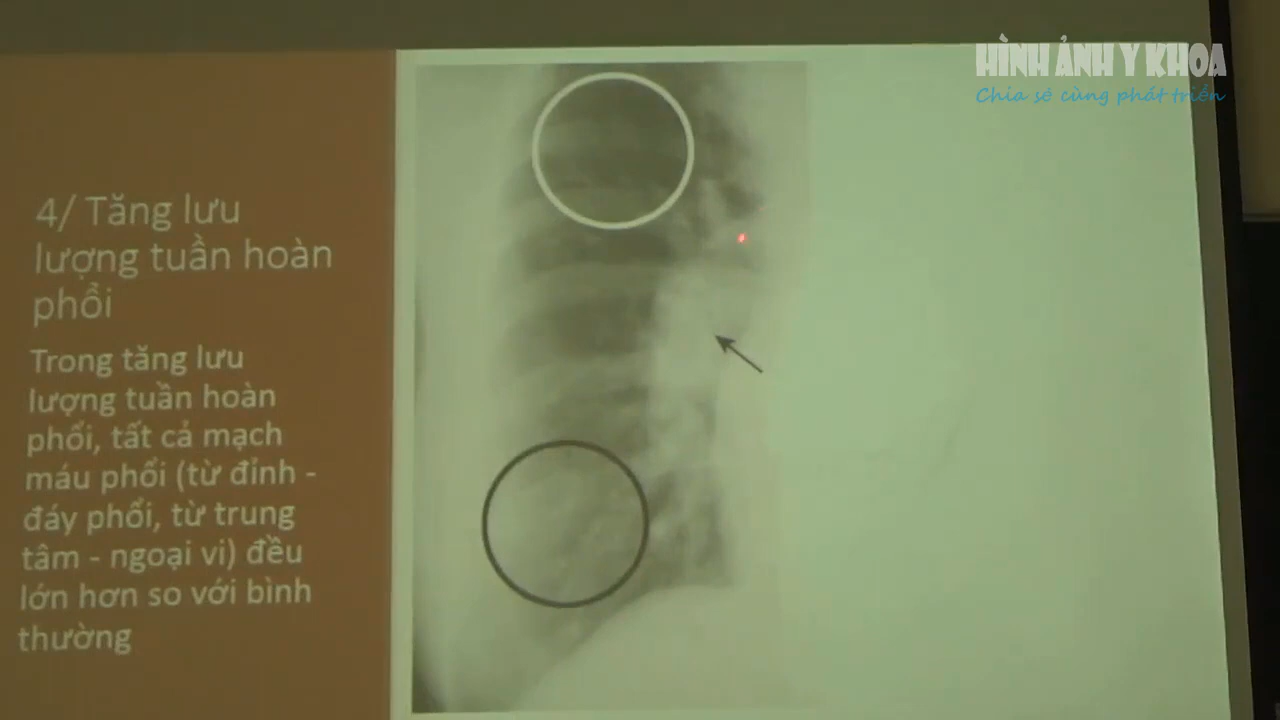 HÌNH ẢNH Y KHOA
Chia sẻ cùng phát triển
4/ Tăng lưu
lượng tuần hoàn
phổi
Trong tăng lưu
lượng tuần hoàn
phổi, tất cả mạch
máu phổi (từ đỉnh -
đáy phổi, từ trung
tâm - ngoại vi) đều
lớn hơn so với bình
thường